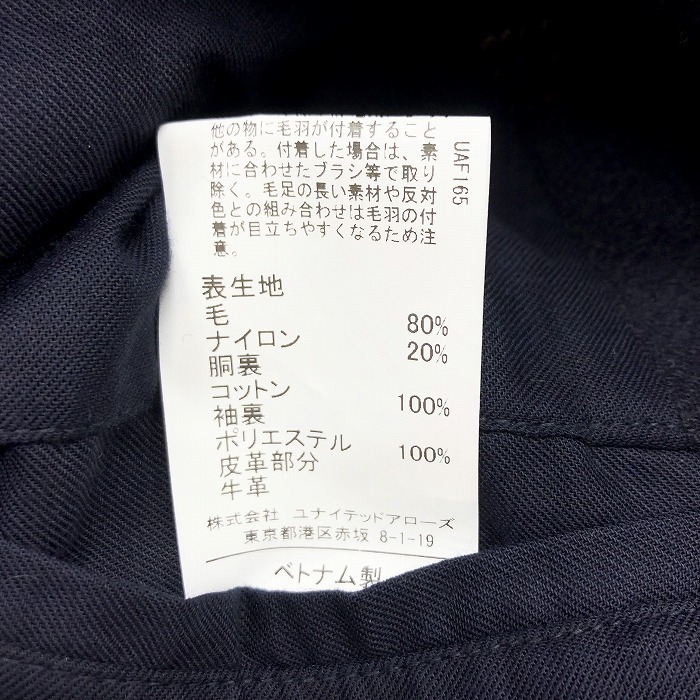 他の物に毛羽が付着すること
がある。付着した場合は、素
材に合わせたブラシ等で取り
除く。毛足の長い素材や反対
色との組み合わせは毛羽の付
着が目立ちやすくなるため注
意。
UAF165
表生地
毛 80%
ナイロン 20%
胴裏
コットン 100%
袖裏
ポリエステル 100%
皮革部分
牛革
株式会社 ユナイテッドアローズ
東京都港区赤坂 8-1-19
ベトナム製